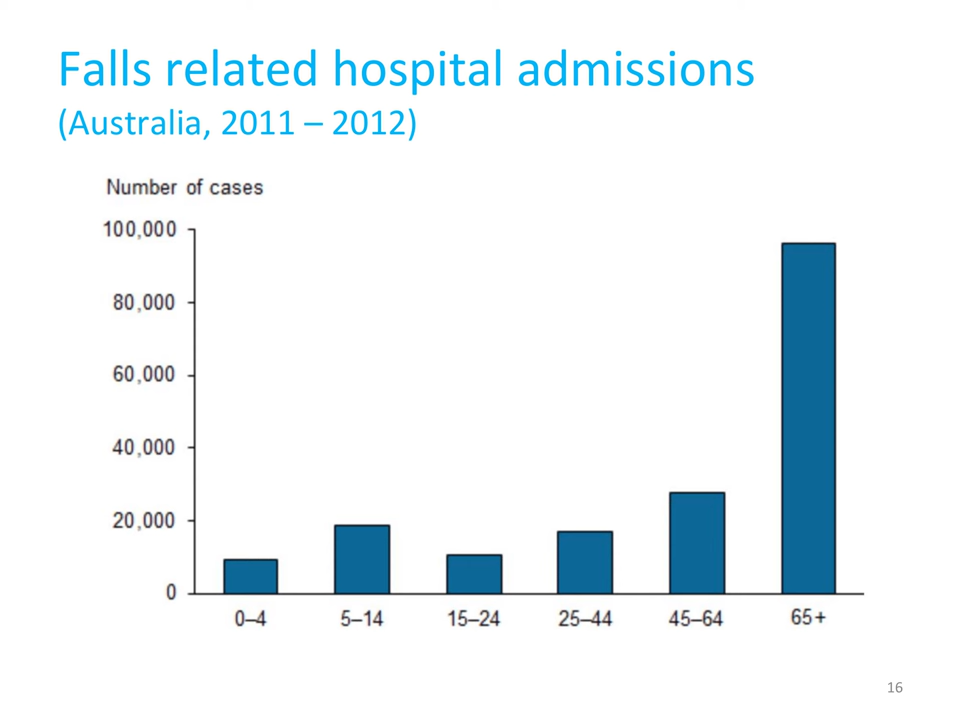 Falls related hospital admissions
(Australia, 2011 – 2012)
Number of cases
100,000
80,000
60,000
40,000
20,000
0
0–4 5–14 15–24 25–44 45–64 65+
16